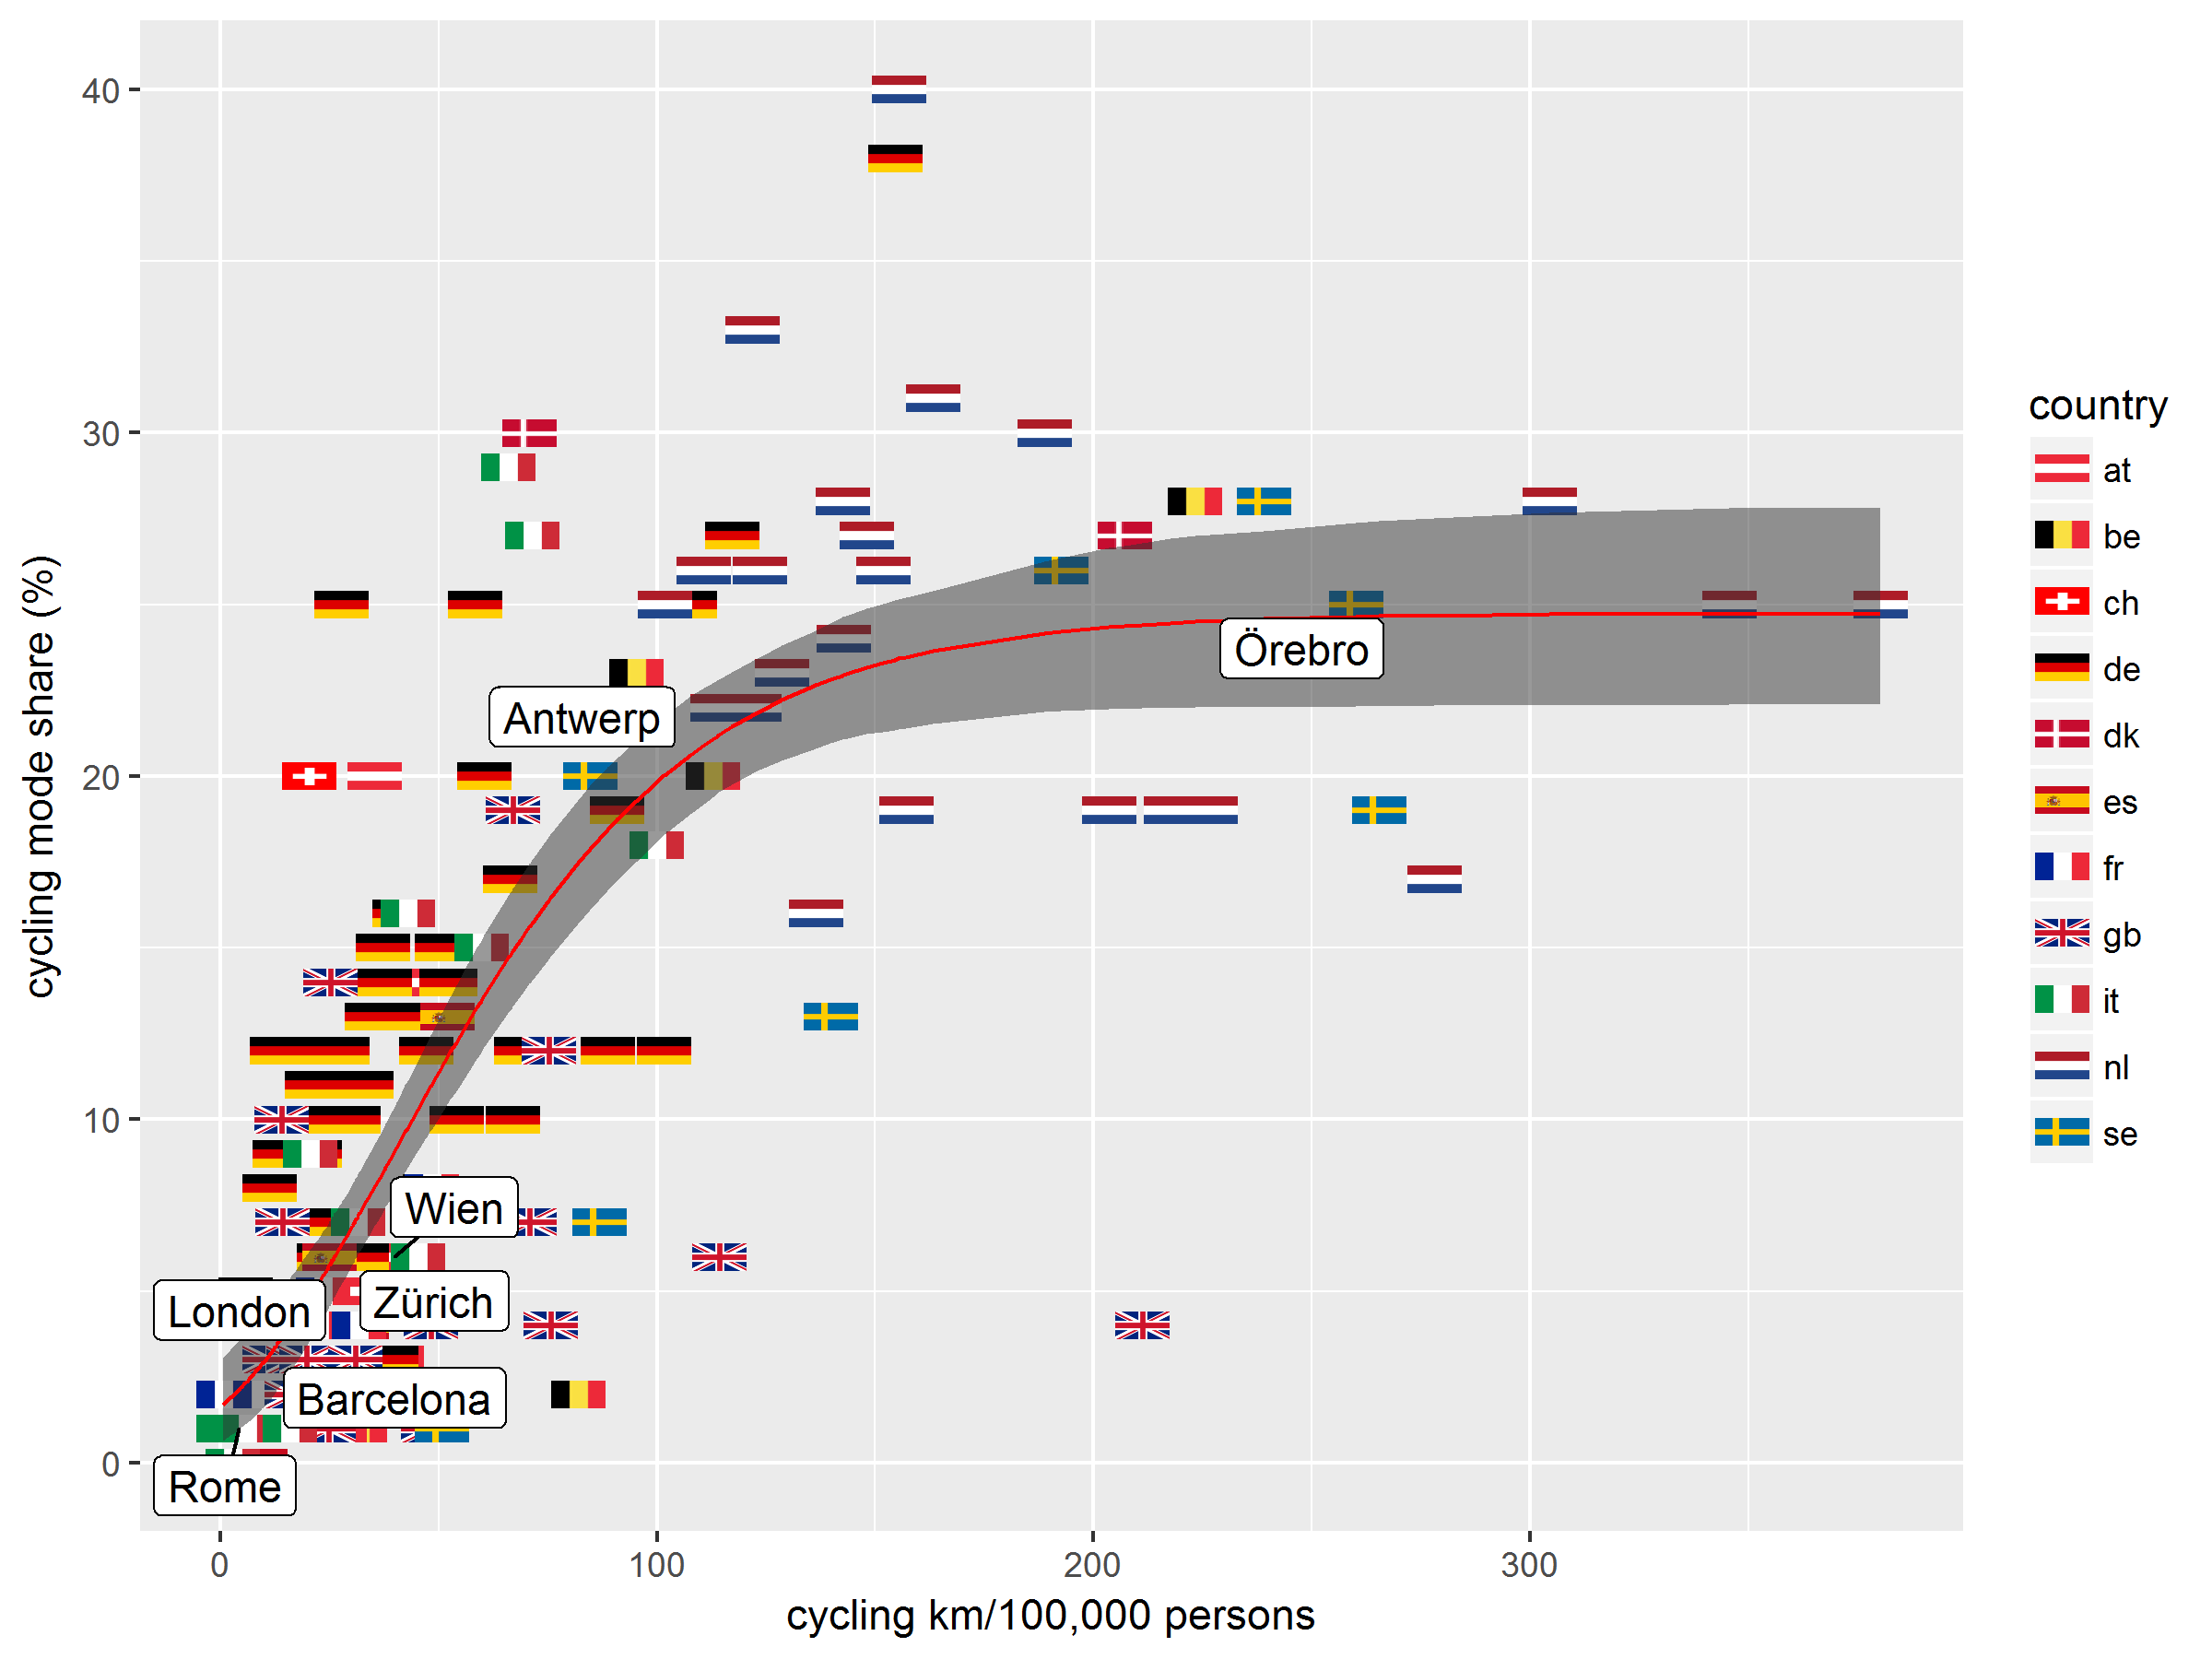 cycling mode share (%)
40
30
20
10
0
Örebro
Antwerp
Wien
Zürich
London
Barcelona
Rome
0
100
200
300
cycling km/100,000 persons
country
at
be
ch
de
dk
es
fr
gb
it
nl
se